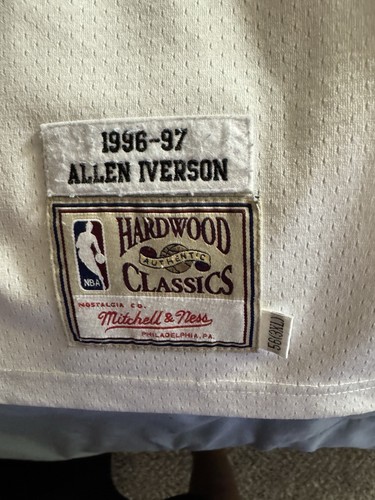 1996-97
ALLEN IVERSON
HARDWOOD
AUTHENTIC
CLASSICS
NBA
NOSTALGIA CO.
Mitchell & Ness
PHILADELPHIA, PA.